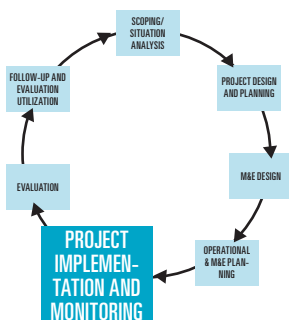 SCOPING/
SITUATION
ANALYSIS
PROJECT DESIGN
AND PLANNING
M&E DESIGN
OPERATIONAL
& M&E PLAN-
NING
PROJECT
IMPLEMEN-
TATION AND
MONITORING
EVALUATION
FOLLOW-UP AND
EVALUATION
UTILIZATION